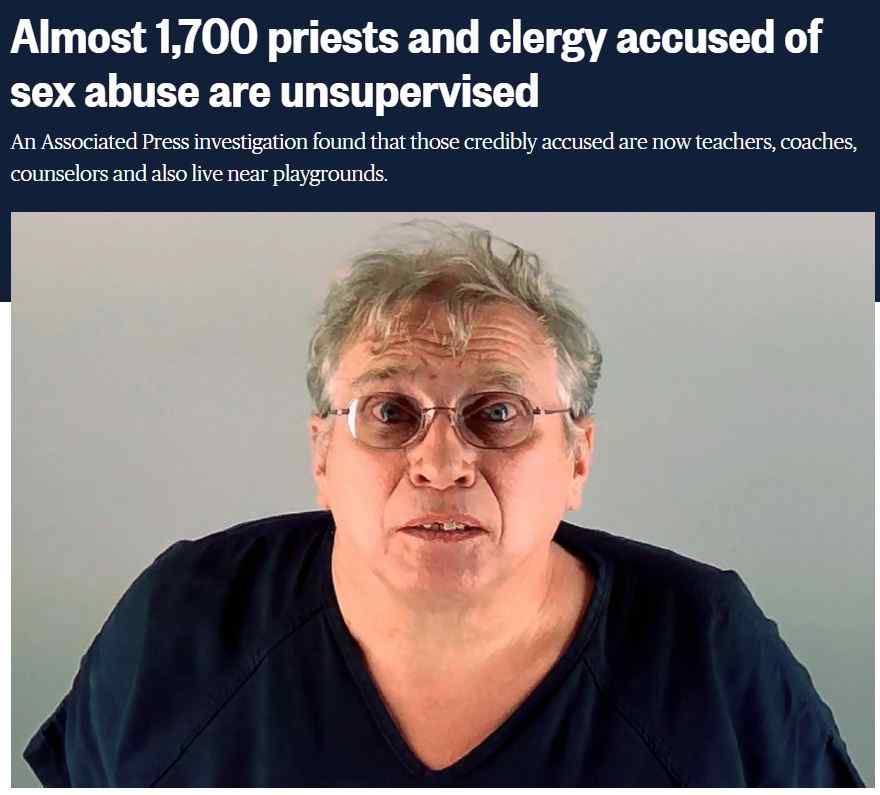 Almost 1,700 priests and clergy accused of
sex abuse are unsupervised
An Associated Press investigation found that those credibly accused are now teachers, coaches,
counselors and also live near playgrounds.